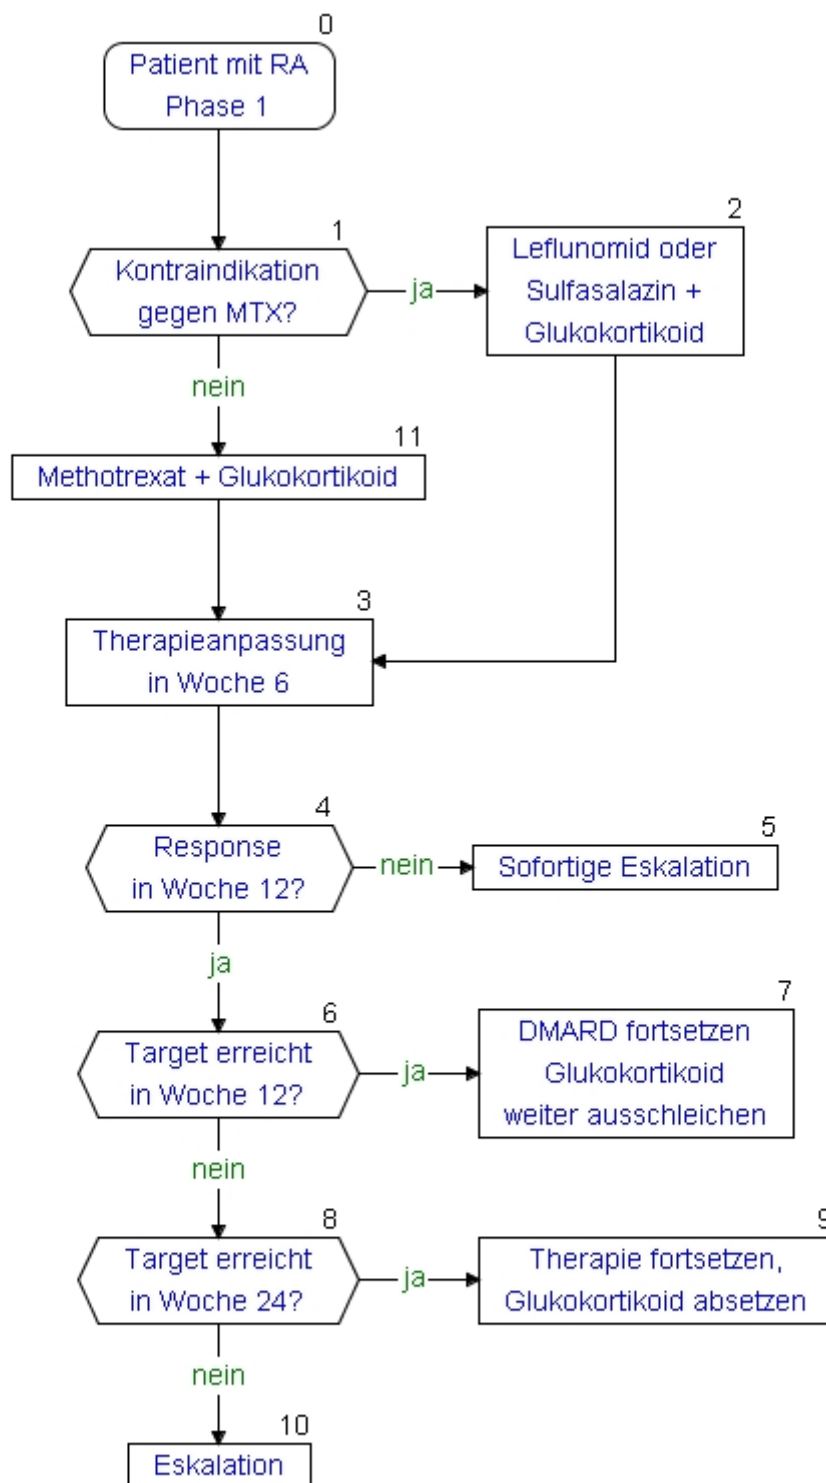 0
Patient mit RA
Phase 1
1
Kontraindikation
gegen MTX?
ja
2
Leflunomid oder
Sulfasalazin +
Glukokortikoid
nein
11
Methotrexat + Glukokortikoid
3
Therapieanpassung
in Woche 6
4
Response
in Woche 12?
nein
5
Sofortige Eskalation
ja
6
Target erreicht
in Woche 12?
ja
7
DMARD fortsetzen
Glukokortikoid
weiter ausschleichen
nein
8
Target erreicht
in Woche 24?
ja
9
Therapie fortsetzen,
Glukokortikoid absetzen
nein
10
Eskalation